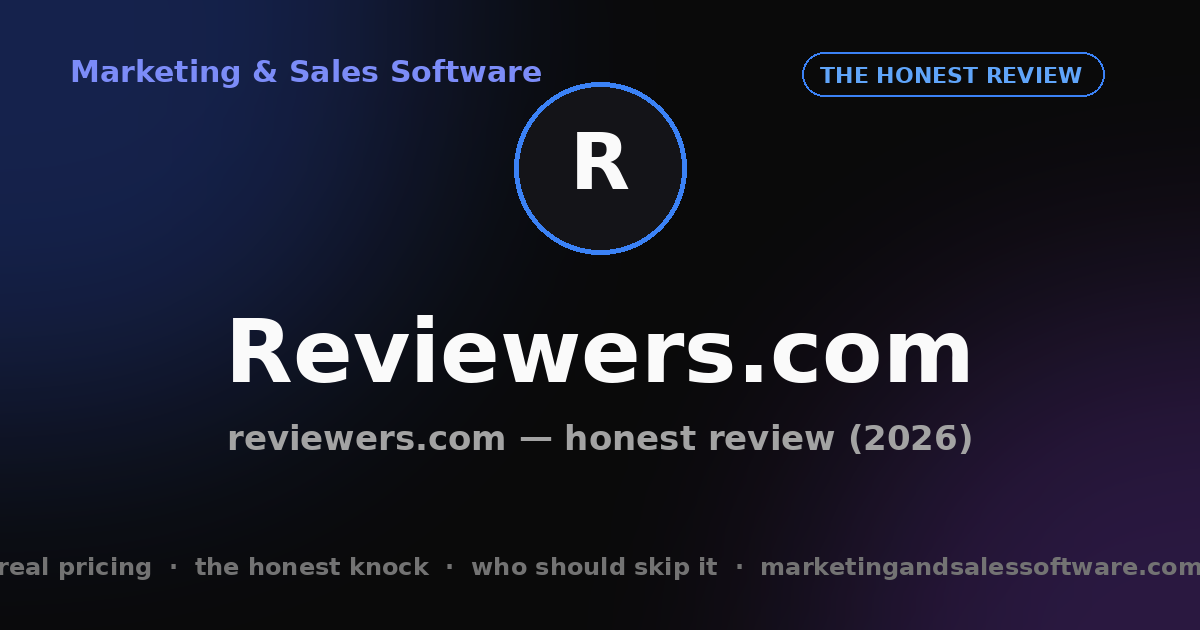 Marketing & Sales Software
THE HONEST REVIEW
R
Reviewers.com
reviewers.com — honest review (2026)
real pricing · the honest knock · who should skip it · marketingandsalessoftware.com